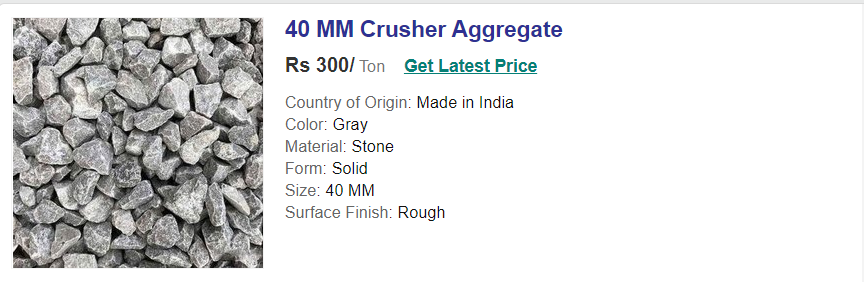 40 MM Crusher Aggregate
Rs 300/ Ton Get Latest Price
Country of Origin: Made in India
Color: Gray
Material: Stone
Form: Solid
Size: 40 MM
Surface Finish: Rough